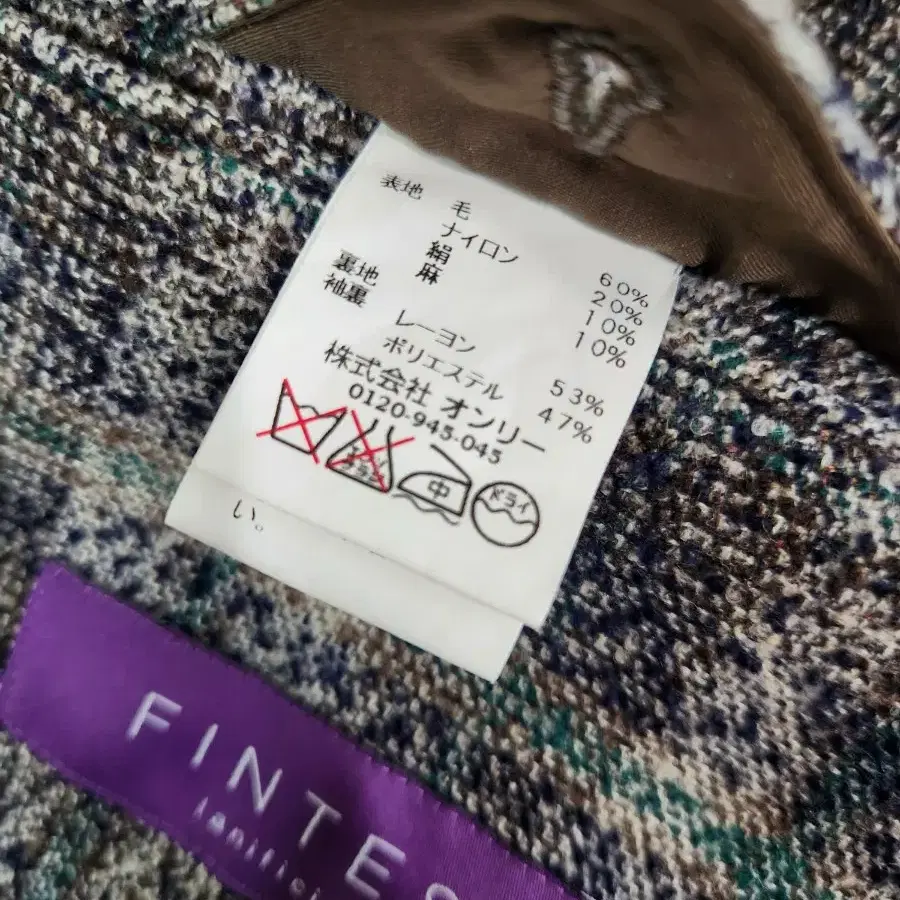 表地 毛 60%
ナイロン 20%
絹 10%
麻 10%
裏地
袖裏
レーヨン 53%
ポリエステル 47%
株式会社 オンリー
0120-945-045
中
ドライ
い。
FINTES